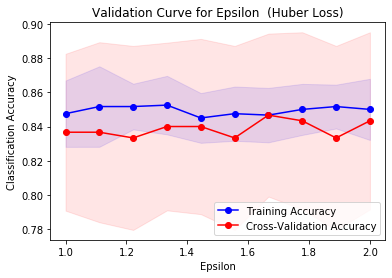 Validation Curve for Epsilon (Huber Loss)
Classification Accuracy
0.90
0.88
0.86
0.84
0.82
0.80
0.78
1.0
1.2
1.4
1.6
1.8
2.0
Epsilon
Training Accuracy
Cross-Validation Accuracy